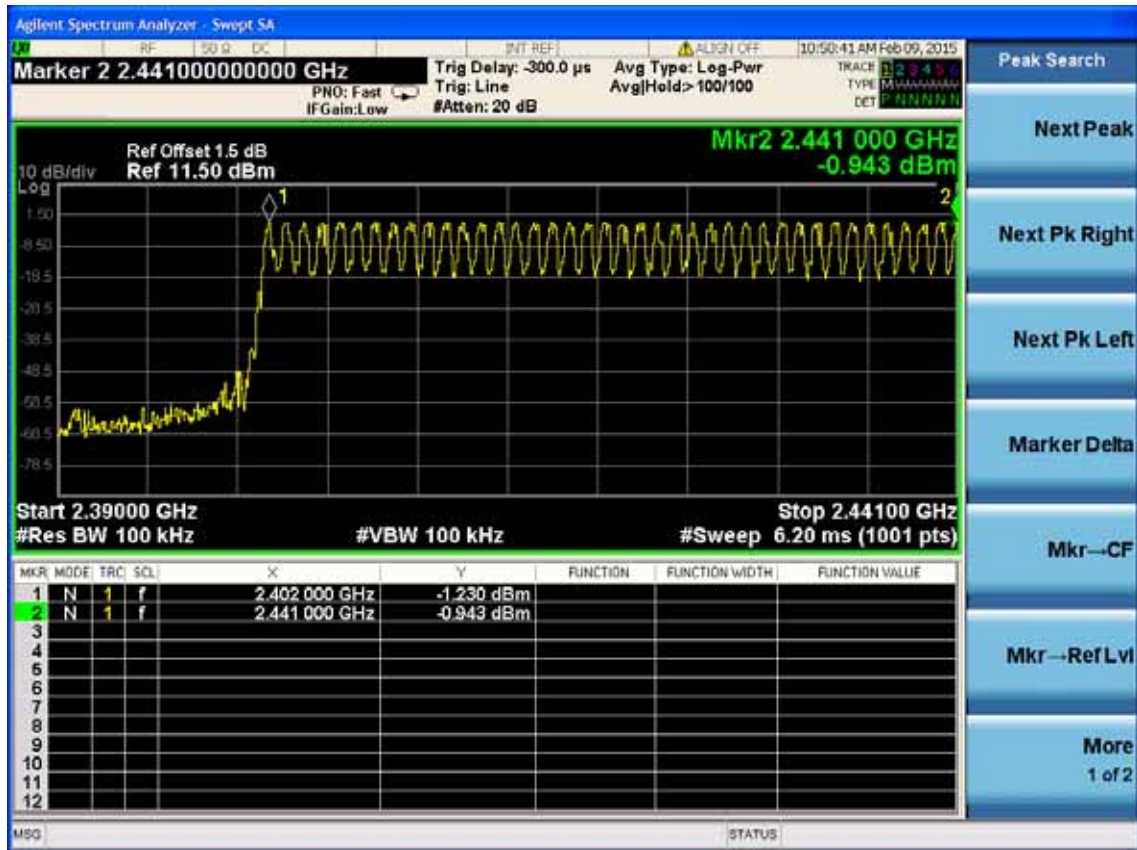 Agilent Spectrum Analyzer - Swept SA
RF 50 Ω DC INT REF ALIGN OFF 10:50:41 AM Feb 09, 2015
Marker 2 2.441000000000 GHz
PNO: Fast
IFGain:Low
Trig Delay: -300.0 µs
Trig: Line
#Atten: 20 dB
Avg Type: Log-Pwr
Avg|Hold:> 100/100
TRACE 1 2 3 4 5 6
TYPE M
DET P N N N N N
Mkr2 2.441 000 GHz
-0.943 dBm
Ref Offset 1.5 dB
10 dB/div Ref 11.50 dBm
Log
1
2
1.50
-8.50
-18.5
-28.5
-38.5
-48.5
-58.5
-68.5
-78.5
Start 2.39000 GHz Stop 2.44100 GHz
#Res BW 100 kHz #VBW 100 kHz #Sweep 6.20 ms (1001 pts)
MKR MODE TRC SCL X Y FUNCTION FUNCTION WIDTH FUNCTION VALUE
1 N 1 f 2.402 000 GHz -1.230 dBm
2 N 1 f 2.441 000 GHz -0.943 dBm
3
4
5
6
7
8
9
10
11
12
MSG STATUS
Peak Search
Next Peak
Next Pk Right
Next Pk Left
Marker Delta
Mkr→CF
Mkr→Ref Lvl
More
1 of 2